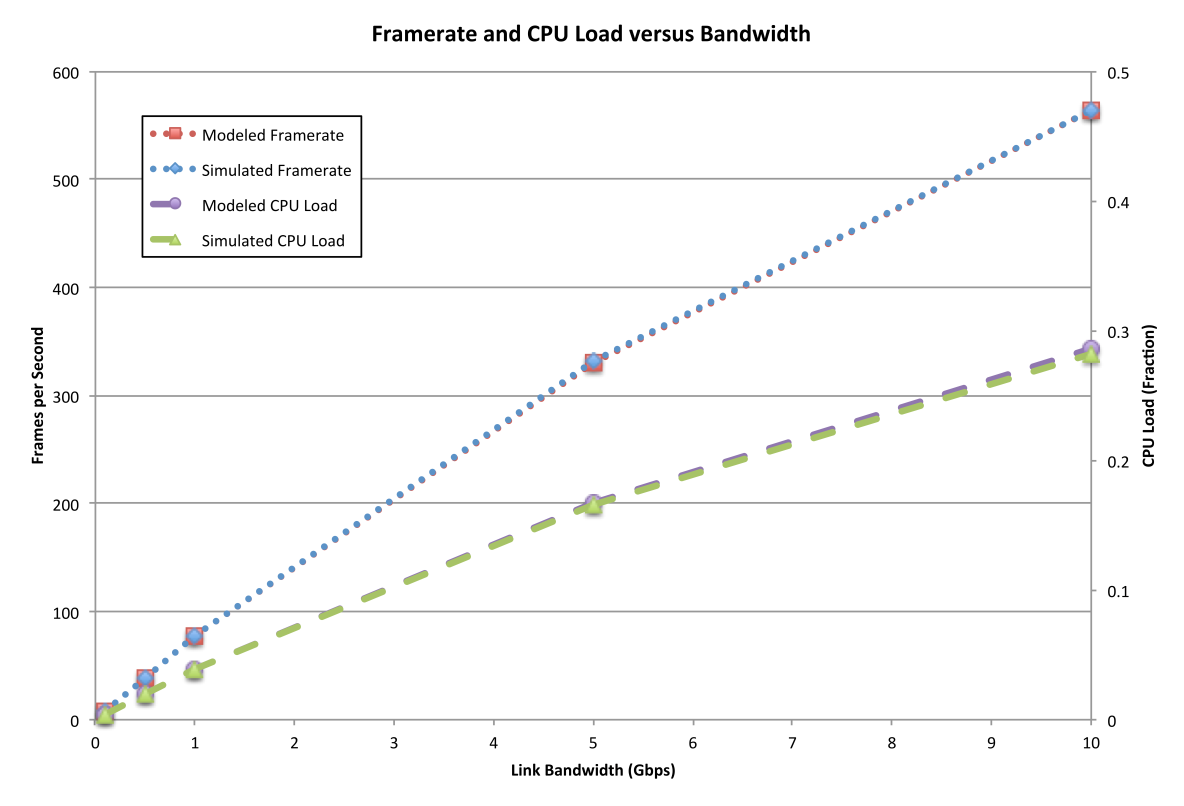 Framerate and CPU Load versus Bandwidth
600
500
400
300
200
100
0
Frames per Second
Modeled Framerate
Simulated Framerate
Modeled CPU Load
Simulated CPU Load
0.5
0.4
0.3
0.2
0.1
0
CPU Load (Fraction)
0 1 2 3 4 5 6 7 8 9 10
Link Bandwidth (Gbps)